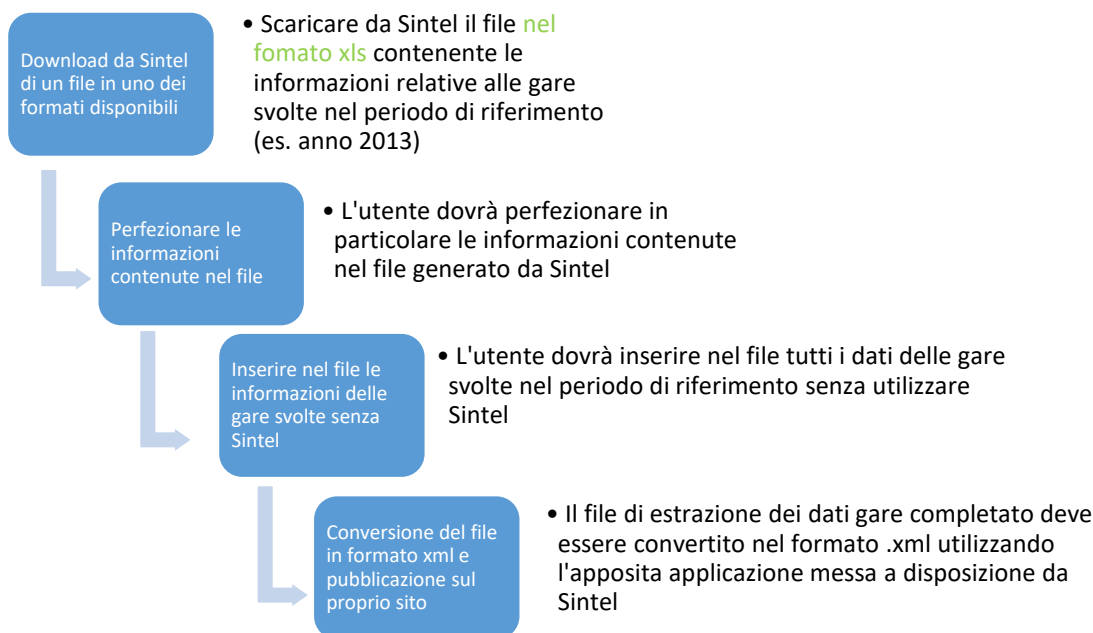 Download da Sintel
di un file in uno dei
formati disponibili
• Scaricare da Sintel il file nel
fomato xls contenente le
informazioni relative alle gare
svolte nel periodo di riferimento
(es. anno 2013)
Perfezionare le
informazioni
contenute nel file
• L'utente dovrà perfezionare in
particolare le informazioni contenute
nel file generato da Sintel
Inserire nel file le
informazioni delle
gare svolte senza
Sintel
• L'utente dovrà inserire nel file tutti i dati delle gare
svolte nel periodo di riferimento senza utilizzare
Sintel
Conversione del file
in formato xml e
pubblicazione sul
proprio sito
• Il file di estrazione dei dati gare completato deve
essere convertito nel formato .xml utilizzando
l'apposita applicazione messa a disposizione da
Sintel